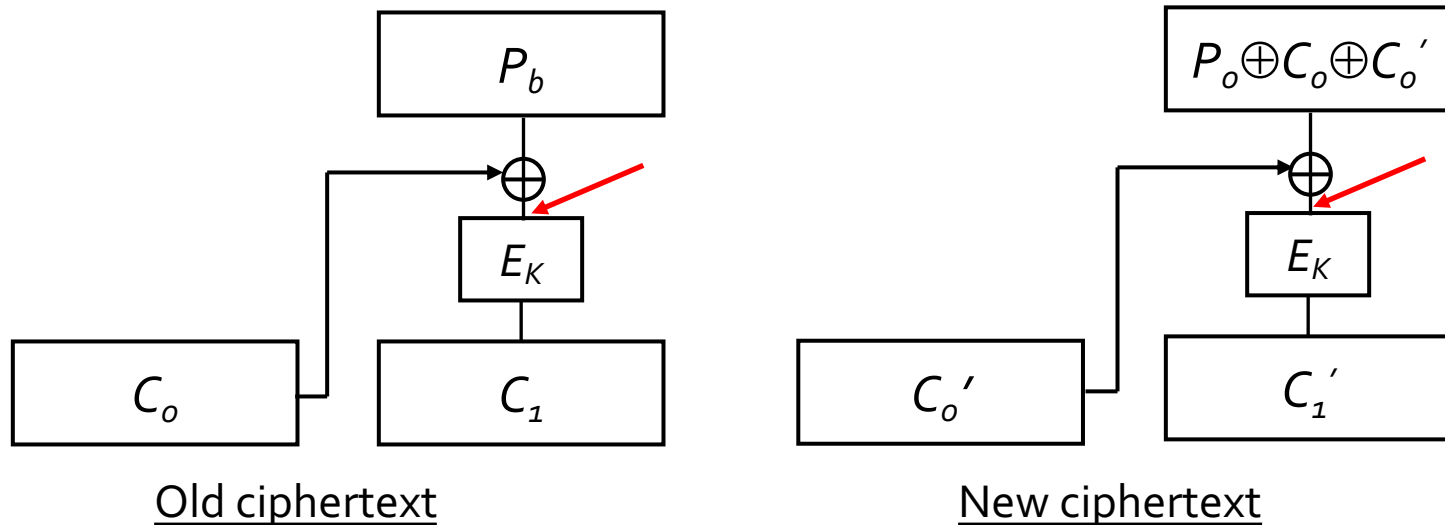 P_b
P_o⊕C_o⊕C_o′
E_K
E_K
C_o
C_1
C_o′
C_1′
Old ciphertext
New ciphertext